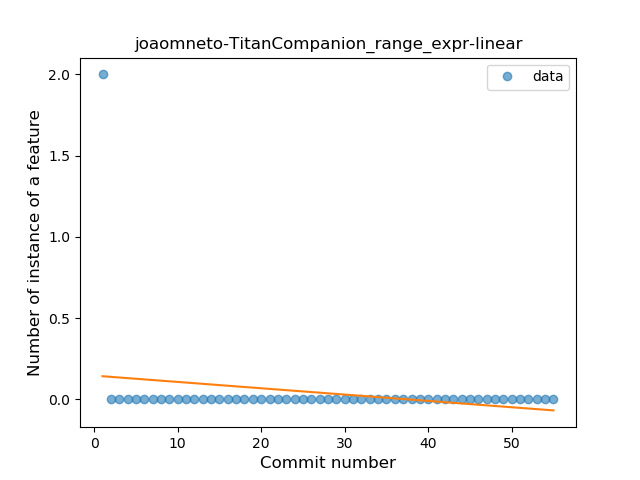 joaomneto-TitanCompanion_range_expr-linear
data
Number of instance of a feature
2.0
1.5
1.0
0.5
0.0
0 10 20 30 40 50
Commit number